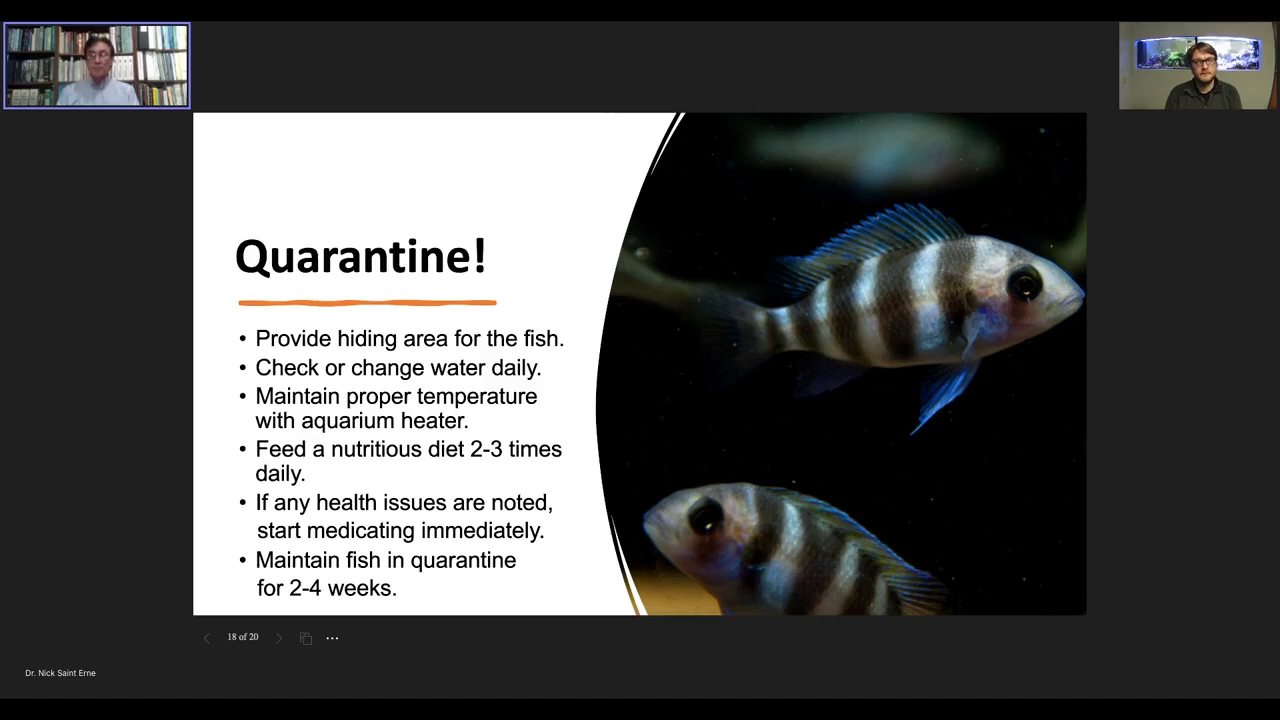 Quarantine!
• Provide hiding area for the fish.
• Check or change water daily.
• Maintain proper temperature
with aquarium heater.
• Feed a nutritious diet 2-3 times
daily.
• If any health issues are noted,
start medicating immediately.
• Maintain fish in quarantine
for 2-4 weeks.
18 of 20
Dr. Nick Saint Erne